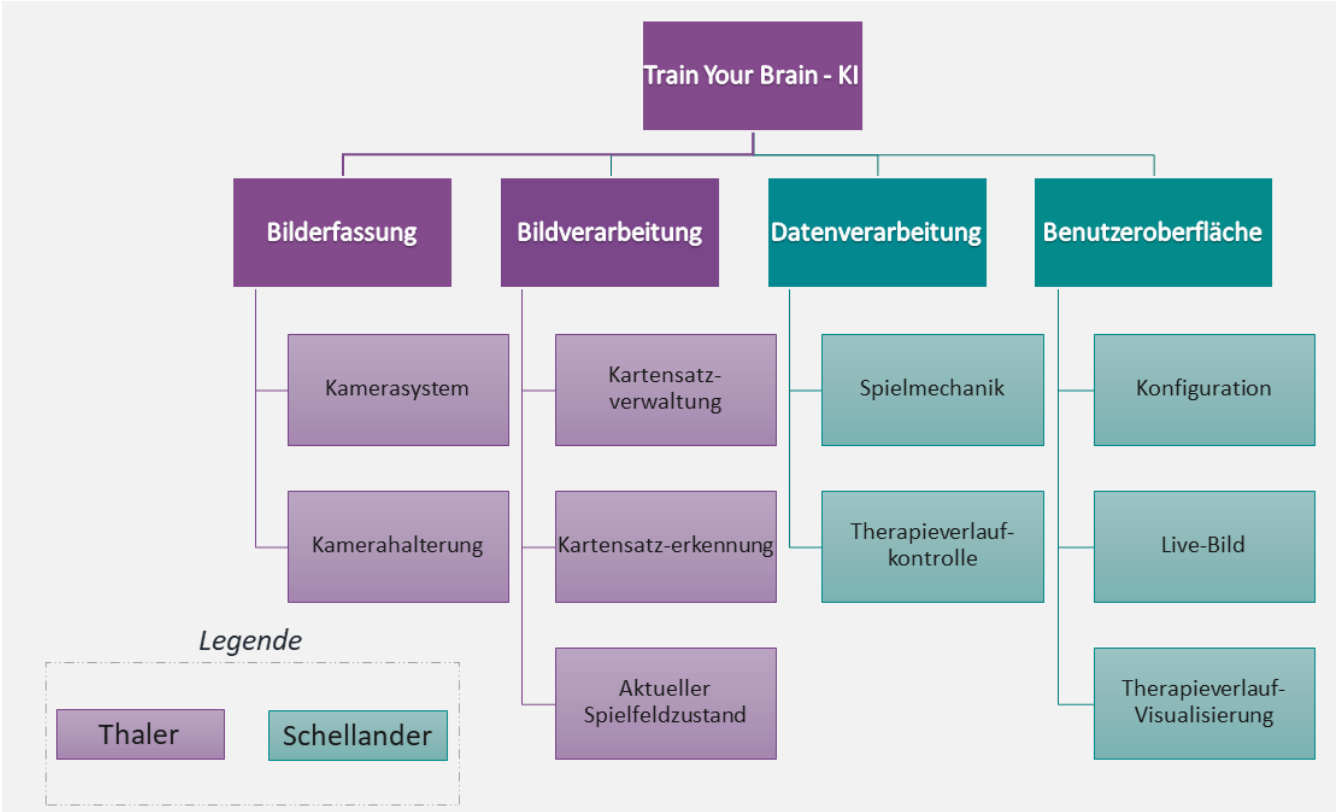 Train Your Brain - KI
Bilderfassung
Bildverarbeitung
Datenverarbeitung
Benutzeroberfläche
Kamerasystem
Kartensatz-
verwaltung
Spielmechanik
Konfiguration
Kamerahalterung
Kartensatz-erkennung
Therapieverlauf-
kontrolle
Live-Bild
Aktueller
Spielfeldzustand
Therapieverlauf-
Visualisierung
Legende
Thaler
Schellander